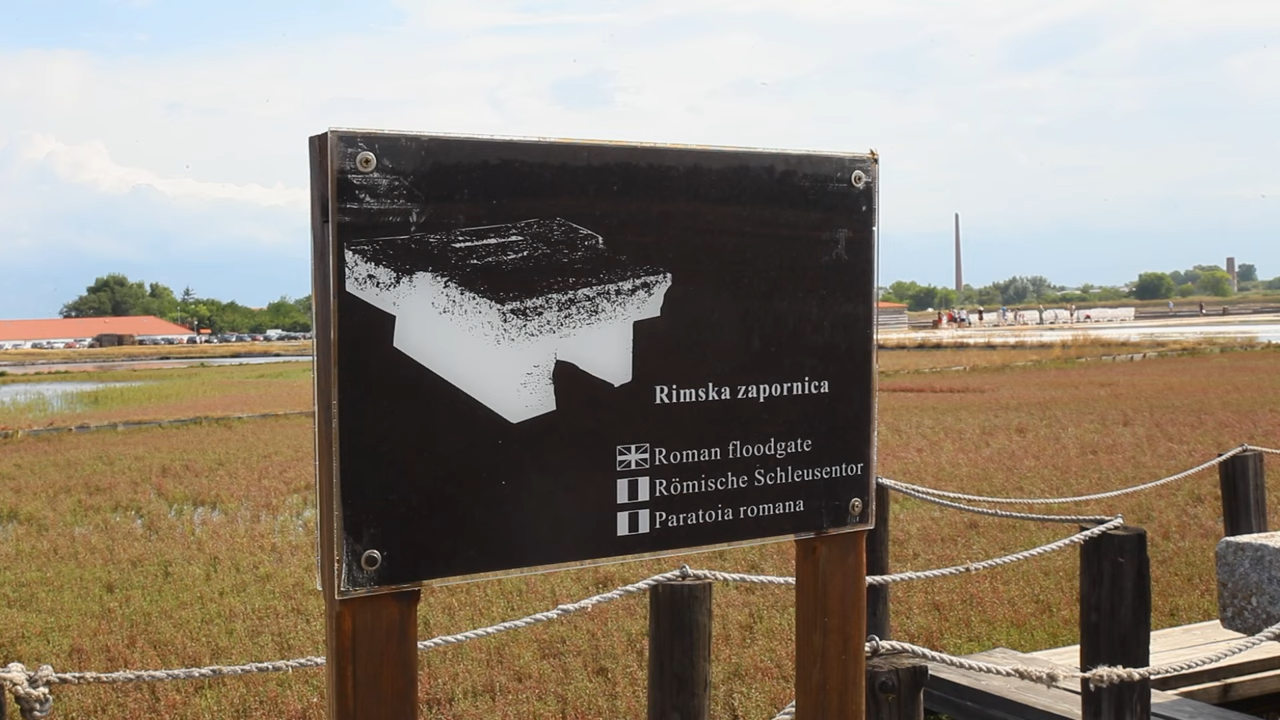 Rimska zapornica
Roman floodgate
Römische Schleusentor
Paratoia romana